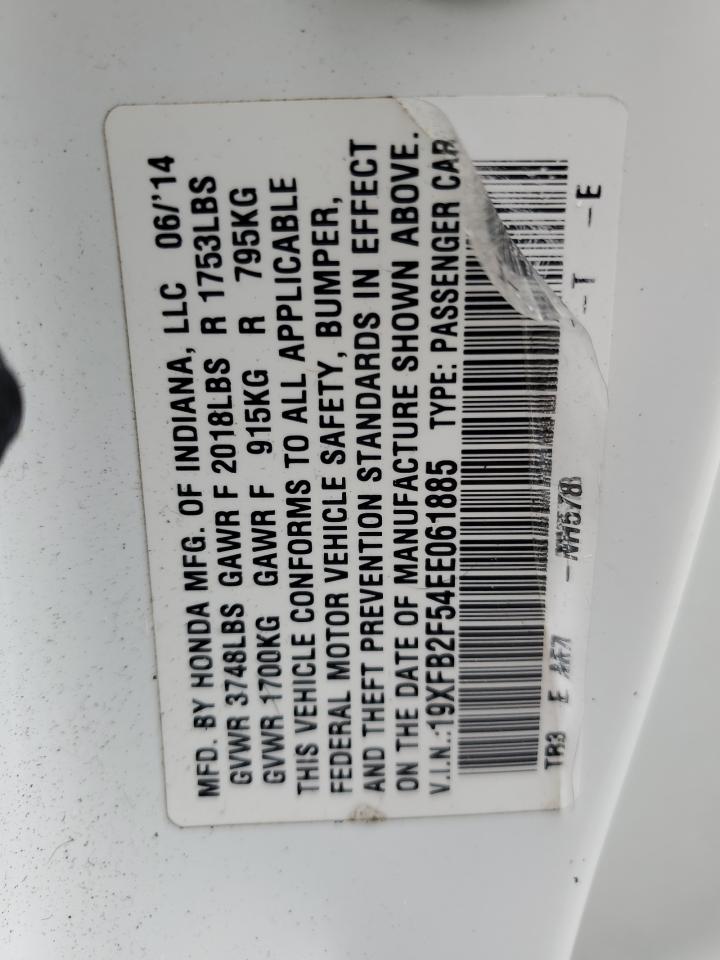 MFD. BY HONDA MFG. OF INDIANA, LLC 06/'14
GVWR 3748LBS GAWR F 2018LBS R 1753LBS
GVWR 1700KG GAWR F 915KG R 795KG
THIS VEHICLE CONFORMS TO ALL APPLICABLE
FEDERAL MOTOR VEHICLE SAFETY, BUMPER,
AND THEFT PREVENTION STANDARDS IN EFFECT
ON THE DATE OF MANUFACTURE SHOWN ABOVE.
V.I.N.:19XFB2F54EE061885 TYPE: PASSENGER CAR
TR3 E -NH578 -T -E